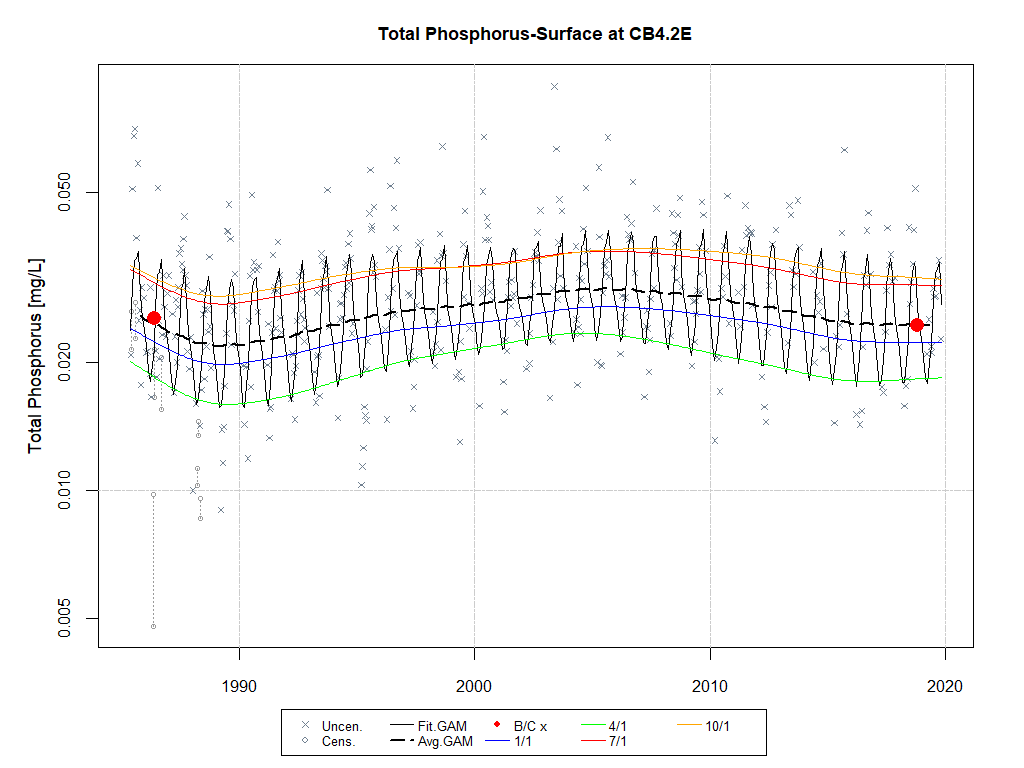 Total Phosphorus-Surface at CB4.2E
Total Phosphorus [mg/L]
0.050
0.020
0.010
0.005
1990 2000 2010 2020
Uncen. Fit.GAM B/C x 4/1 10/1
Cens. Avg.GAM 1/1 7/1